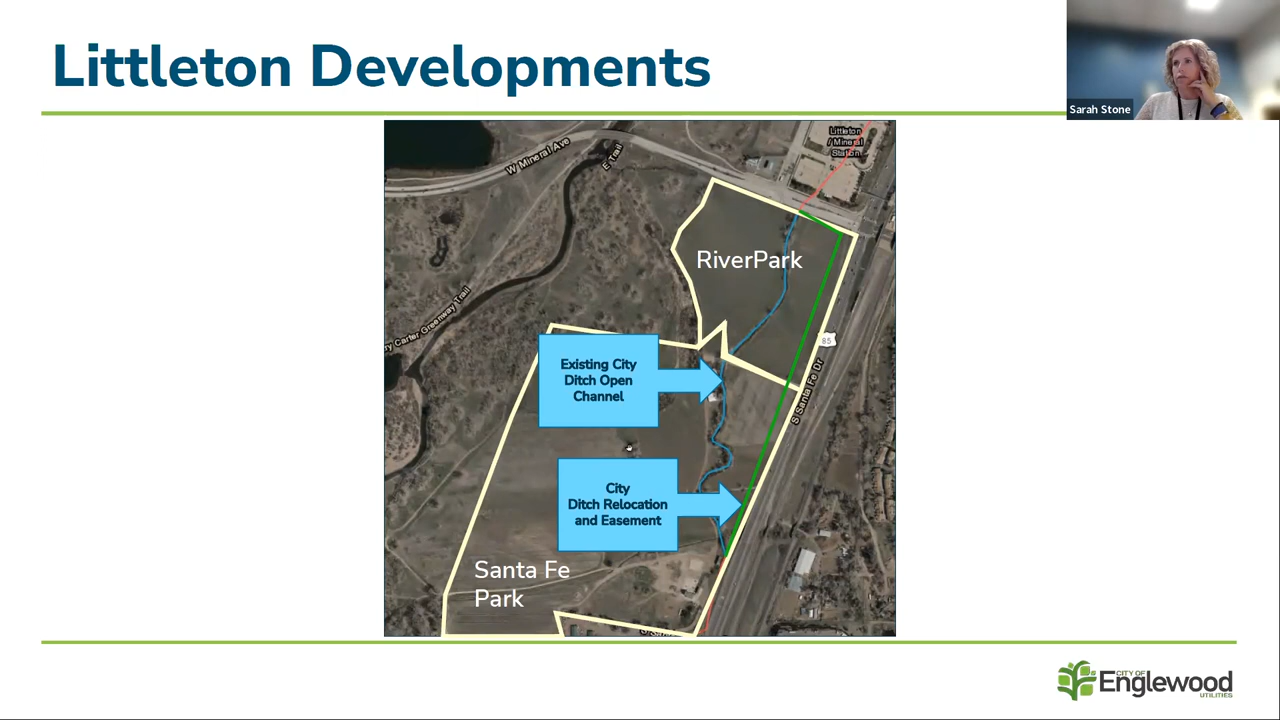 Littleton Developments
Sarah Stone
Littleton
/ Mineral
Station
W Mineral Ave
E Trail
RiverPark
Carter Greenway Trail
85
S Santa Fe Dr
Existing City
Ditch Open
Channel
City
Ditch Relocation
and Easement
Santa Fe
Park
CITY OF
Englewood
UTILITIES